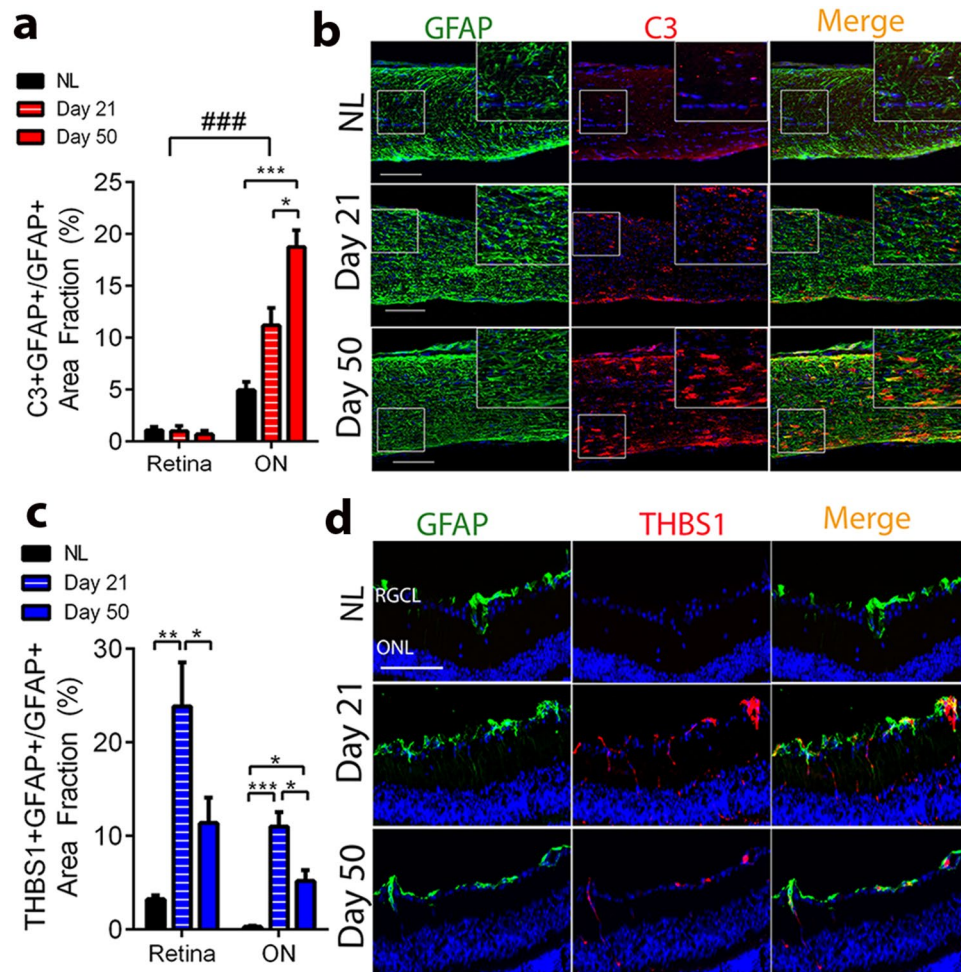 a
NL
Day 21
Day 50
###
***
*
C3+GFAP+/GFAP+
Area Fraction (%)
25
20
15
10
5
0
Retina ON
b
GFAP C3 Merge
NL
Day 21
Day 50
c
NL
Day 21
Day 50
** *
*
*** *
THBS1+GFAP+/GFAP+
Area Fraction (%)
30
20
10
0
Retina ON
d
GFAP THBS1 Merge
NL
RGCL
ONL
Day 21
Day 50